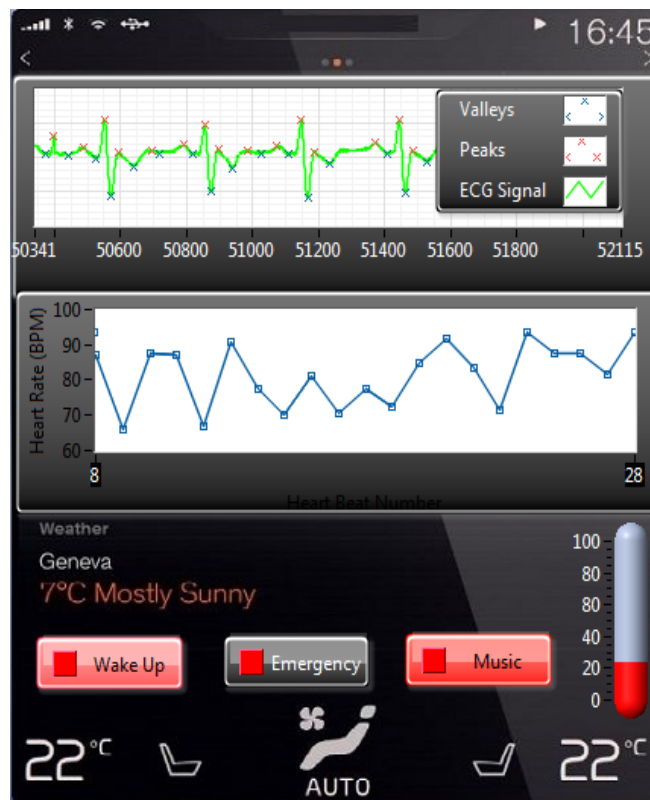 16:45
< >
Valleys
Peaks
ECG Signal
50341 50600 50800 51000 51200 51400 51600 51800 52115
Heart Rate (BPM)
100
90
80
70
60
8 28
Heart Beat Number
Weather
Geneva
7°C Mostly Sunny
100
80
80
40
20
0
Wake Up Emergency Music
22°C AUTO 22°C